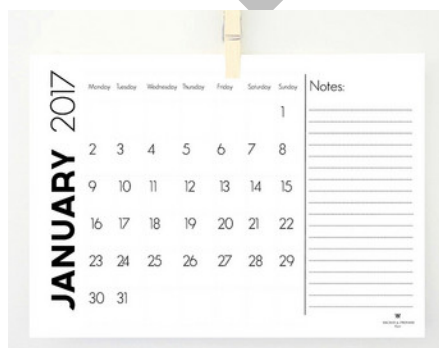 JANUARY 2017
Monday Tuesday Wednesday Thursday Friday Saturday Sunday
1
2 3 4 5 6 7 8
9 10 11 12 13 14 15
16 17 18 19 20 21 22
23 24 25 26 27 28 29
30 31
Notes: